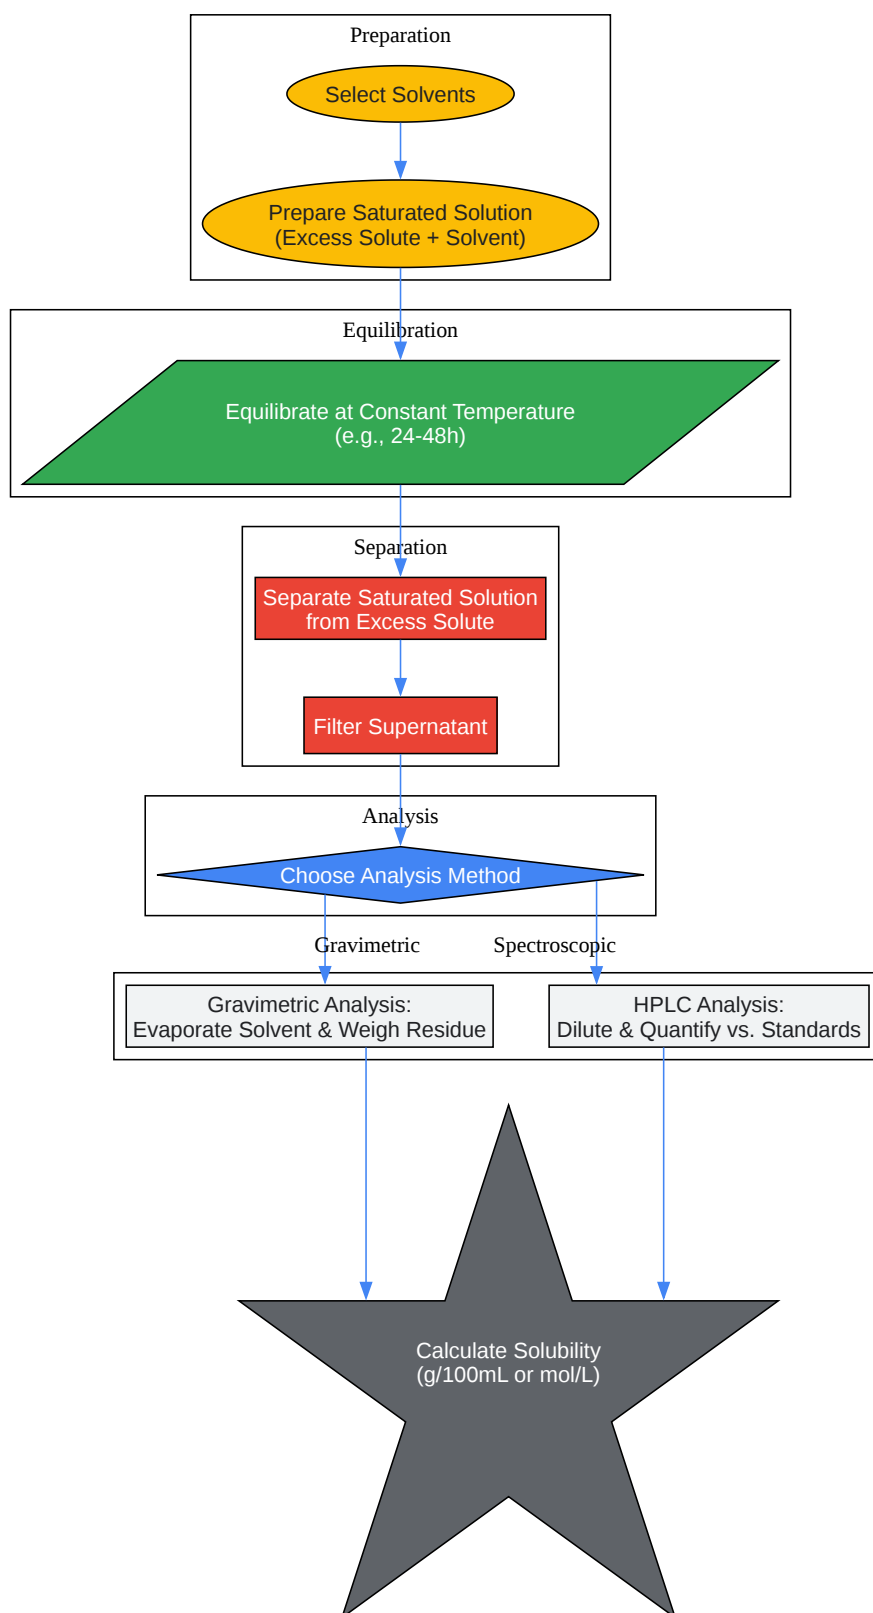 Preparation
Select Solvents
Prepare Saturated Solution
(Excess Solute + Solvent)
Equilibration
Equilibrate at Constant Temperature
(e.g., 24-48h)
Separation
Separate Saturated Solution
from Excess Solute
Filter Supernatant
Analysis
Choose Analysis Method
Gravimetric
Spectroscopic
Gravimetric Analysis:
Evaporate Solvent & Weigh Residue
HPLC Analysis:
Dilute & Quantify vs. Standards
Calculate Solubility
(g/100mL or mol/L)